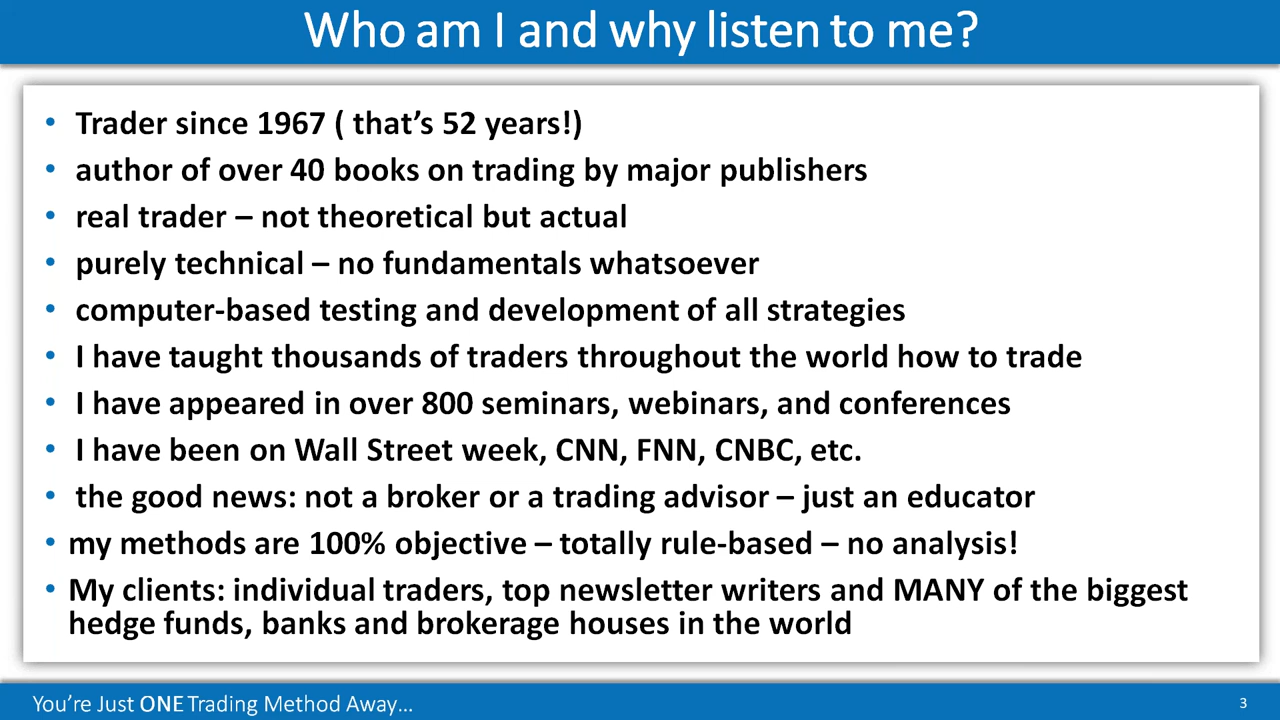 Who am I and why listen to me?
• Trader since 1967 ( that’s 52 years!)
• author of over 40 books on trading by major publishers
• real trader – not theoretical but actual
• purely technical – no fundamentals whatsoever
• computer-based testing and development of all strategies
• I have taught thousands of traders throughout the world how to trade
• I have appeared in over 800 seminars, webinars, and conferences
• I have been on Wall Street week, CNN, FNN, CNBC, etc.
• the good news: not a broker or a trading advisor – just an educator
• my methods are 100% objective – totally rule-based – no analysis!
• My clients: individual traders, top newsletter writers and MANY of the biggest
hedge funds, banks and brokerage houses in the world
You’re Just ONE Trading Method Away…
3